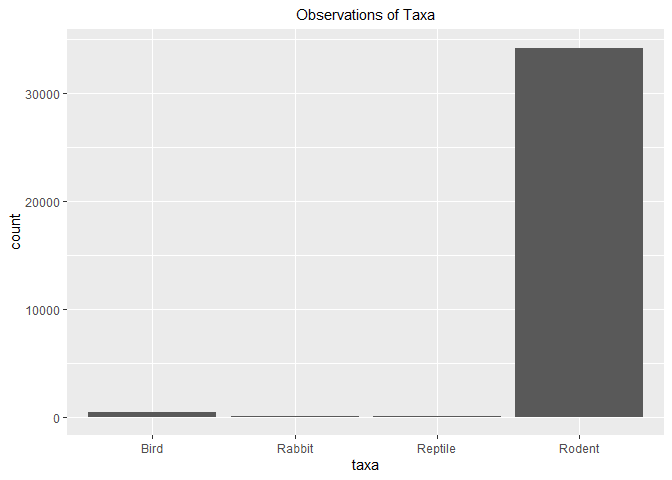 Observations of Taxa
30000
20000
10000
0
count
Bird Rabbit Reptile Rodent
taxa